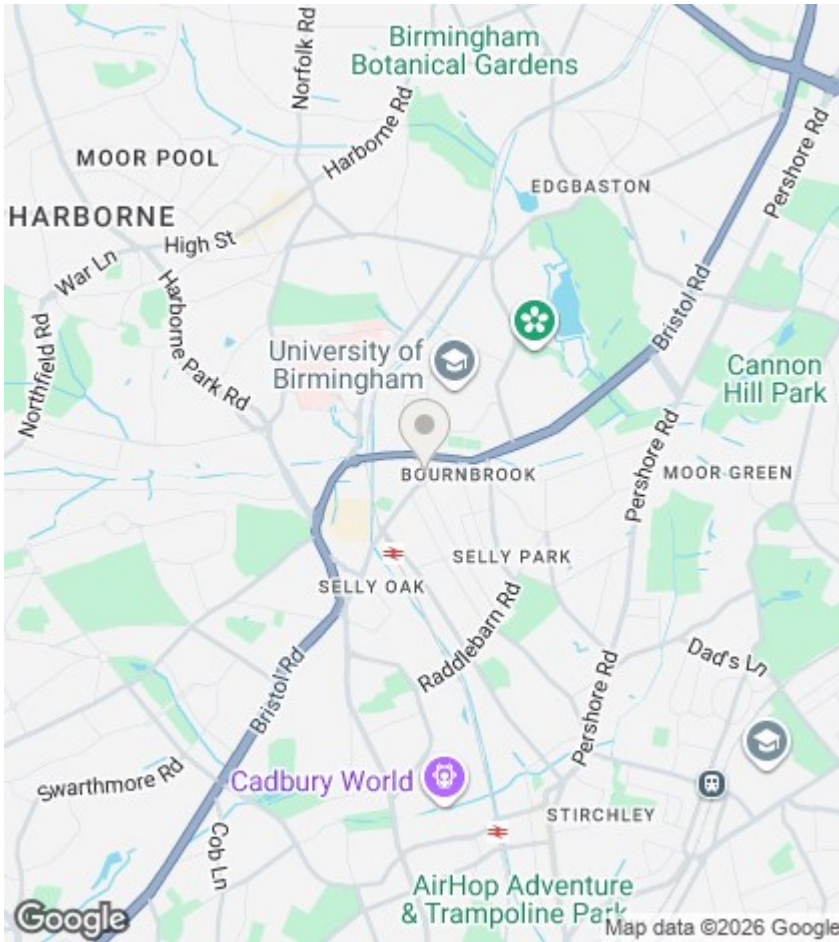 Norfolk Rd
Birmingham
Botanical Gardens
Harborne Rd
MOOR POOL
Pershore Rd
EDGBASTON
HARBORNE
High St
War Ln
Harborne Park Rd
Bristol Rd
Northfield Rd
University of
Birmingham
Cannon
Hill Park
Pershore Rd
BOURNBROOK
MOOR GREEN
SELLY PARK
SELLY OAK
Raddlebarn Rd
Dad's Ln
Bristol Rd
Pershore Rd
Swarthmore Rd
Cadbury World
STIRCHLEY
Cob Ln
AirHop Adventure
& Trampoline Park
Google
Map data ©2026 Google